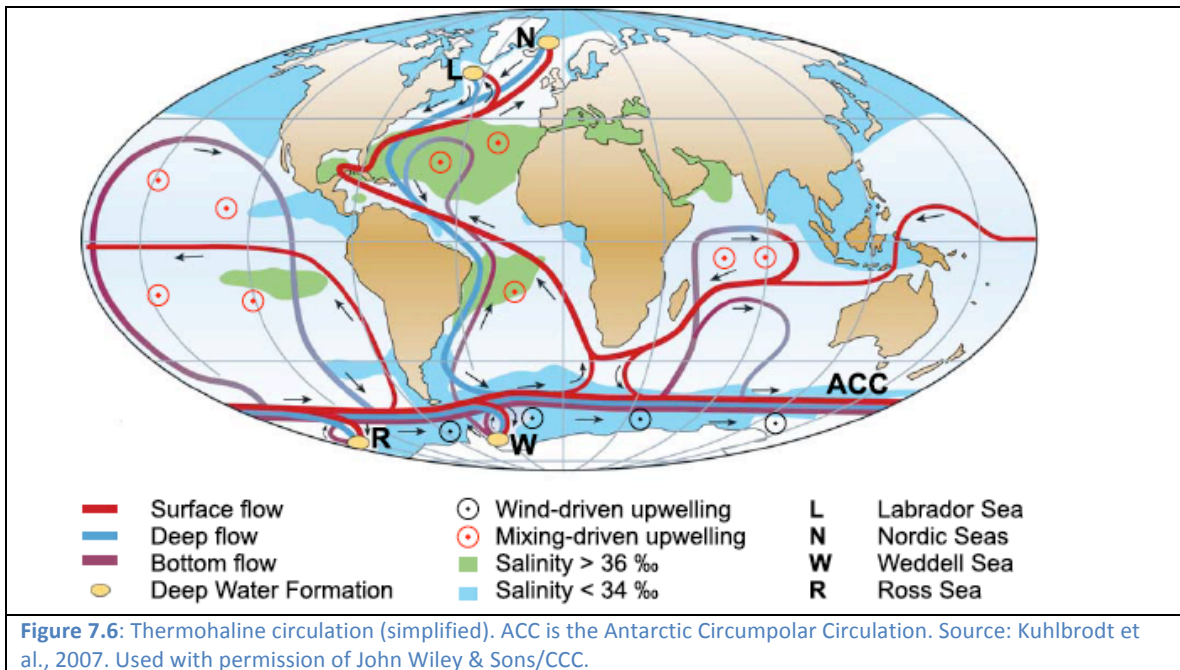 N
L
ACC
R
W
Surface flow
Deep flow
Bottom flow
Deep Water Formation
Wind-driven upwelling
Mixing-driven upwelling
Salinity > 36 ‰
Salinity < 34 ‰
L Labrador Sea
N Nordic Seas
W Weddell Sea
R Ross Sea
Figure 7.6: Thermohaline circulation (simplified). ACC is the Antarctic Circumpolar Circulation. Source: Kuhlbrodt et
al., 2007. Used with permission of John Wiley & Sons/CCC.